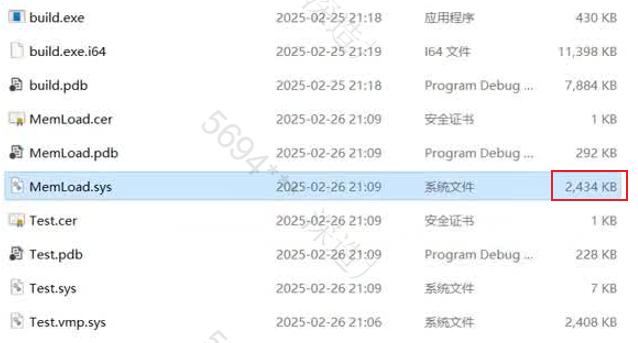 build.exe 2025-02-25 21:18 应用程序 430 KB
build.exe.i64 2025-02-25 21:19 I64 文件 11,398 KB
build.pdb 2025-02-25 21:18 Program Debug ... 7,884 KB
MemLoad.cer 2025-02-26 21:09 安全证书 1 KB
MemLoad.pdb 2025-02-26 21:09 Program Debug ... 292 KB
MemLoad.sys 2025-02-26 21:09 系统文件 2,434 KB
Test.cer 2025-02-26 21:09 安全证书 1 KB
Test.pdb 2025-02-26 21:09 Program Debug ... 228 KB
Test.sys 2025-02-26 21:09 系统文件 7 KB
Test.vmp.sys 2025-02-26 21:06 系统文件 2,408 KB